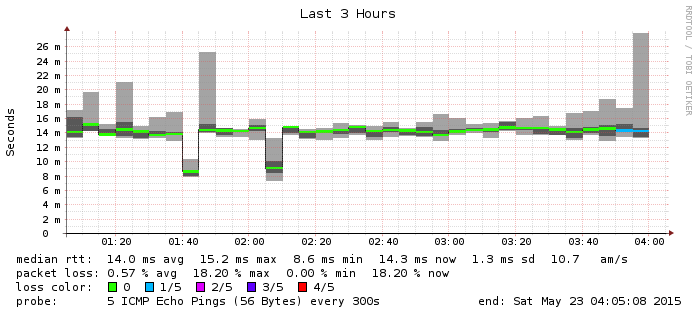 Last 3 Hours
RRDTOOL / TOBI OETIKER
Seconds
26 m
24 m
22 m
20 m
18 m
16 m
14 m
12 m
10 m
8 m
6 m
4 m
2 m
0
01:20 01:40 02:00 02:20 02:40 03:00 03:20 03:40 04:00
median rtt: 14.0 ms avg 15.2 ms max 8.6 ms min 14.3 ms now 1.3 ms sd 10.7 am/s
packet loss: 0.57 % avg 18.20 % max 0.00 % min 18.20 % now
loss color: 0 1/5 2/5 3/5 4/5
probe: 5 ICMP Echo Pings (56 Bytes) every 300s end: Sat May 23 04:05:08 2015